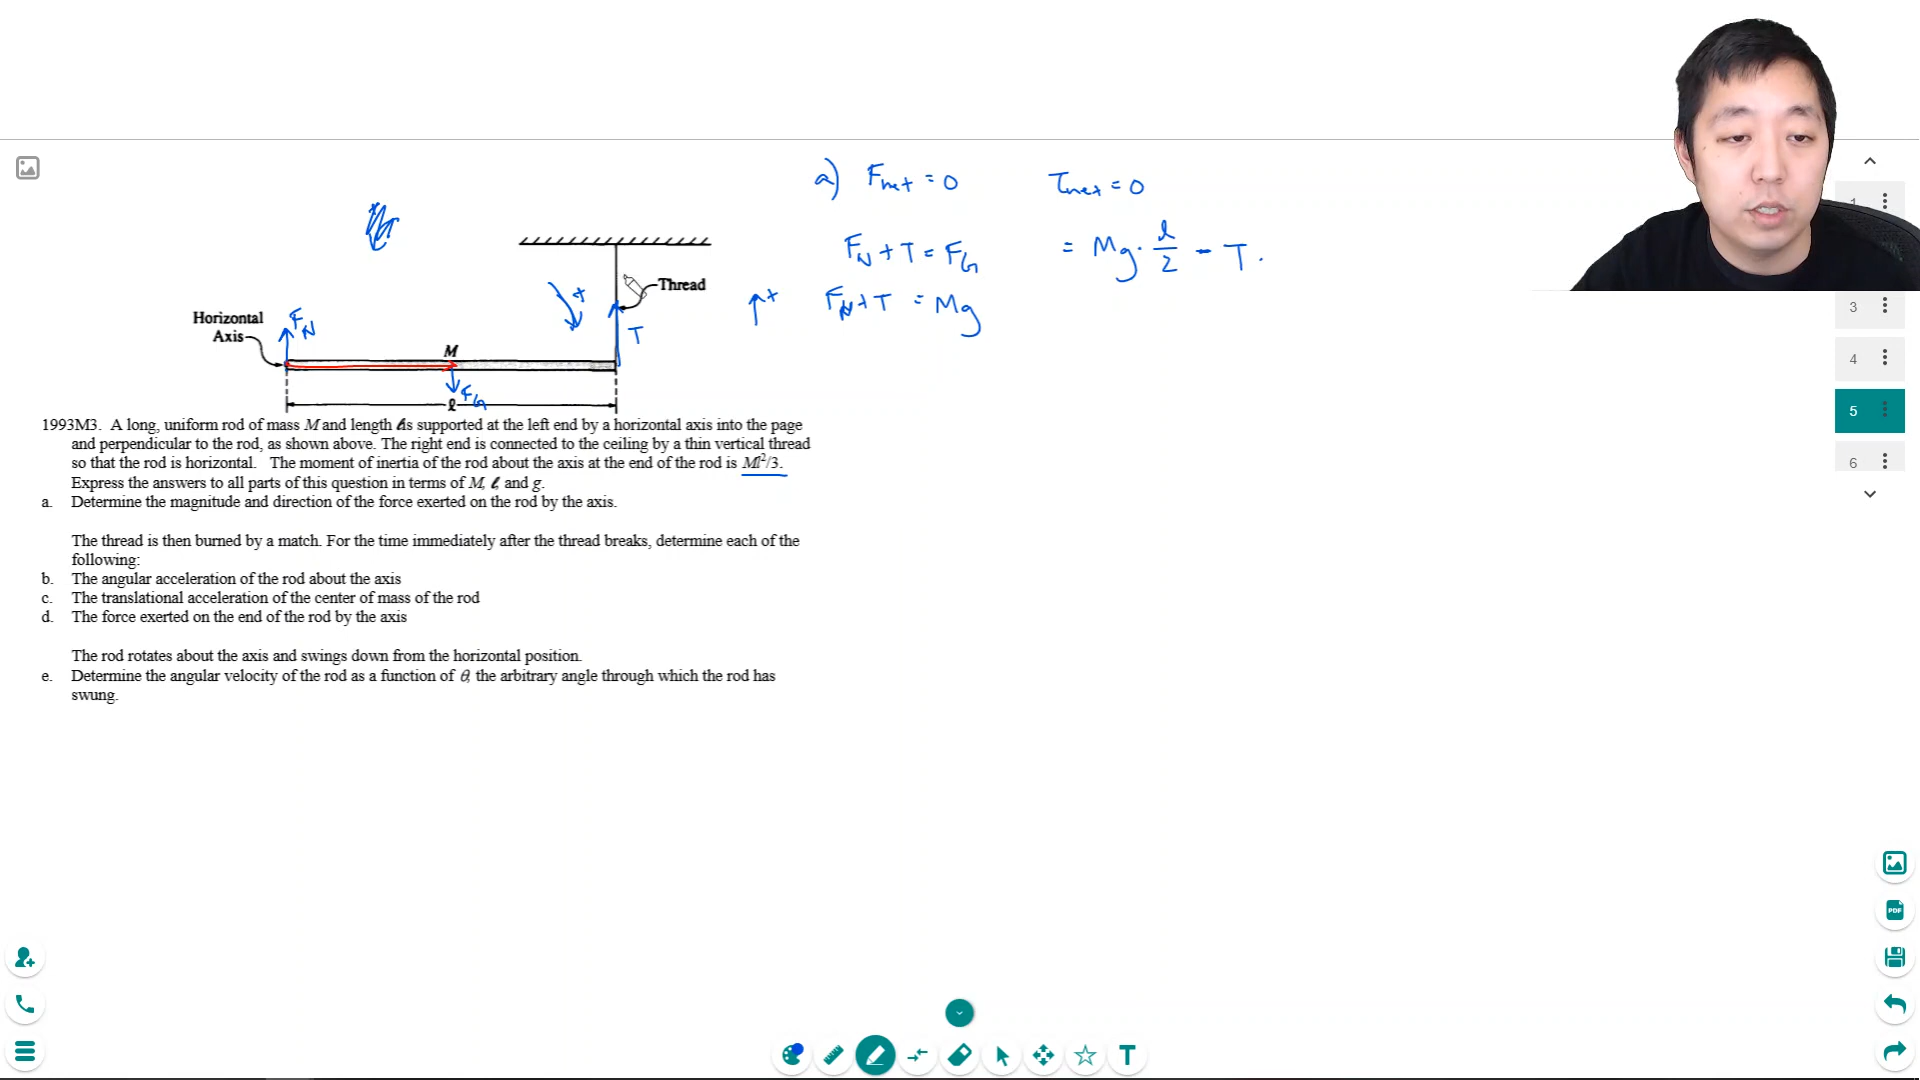 a) Fnet = 0
τnet = 0
FN + T = FG
= Mg · l/2 - T ·
↑+ FN + T = Mg
Thread
+
T
Horizontal
Axis
FN
M
FG
ℓ
1993M3. A long, uniform rod of mass M and length ℓ is supported at the left end by a horizontal axis into the page
and perpendicular to the rod, as shown above. The right end is connected to the ceiling by a thin vertical thread
so that the rod is horizontal. The moment of inertia of the rod about the axis at the end of the rod is Ml²/3.
Express the answers to all parts of this question in terms of M, ℓ, and g.
a. Determine the magnitude and direction of the force exerted on the rod by the axis.
The thread is then burned by a match. For the time immediately after the thread breaks, determine each of the
following:
b. The angular acceleration of the rod about the axis
c. The translational acceleration of the center of mass of the rod
d. The force exerted on the end of the rod by the axis
The rod rotates about the axis and swings down from the horizontal position.
e. Determine the angular velocity of the rod as a function of θ, the arbitrary angle through which the rod has
swung.
3
4
5
6
PDF
T